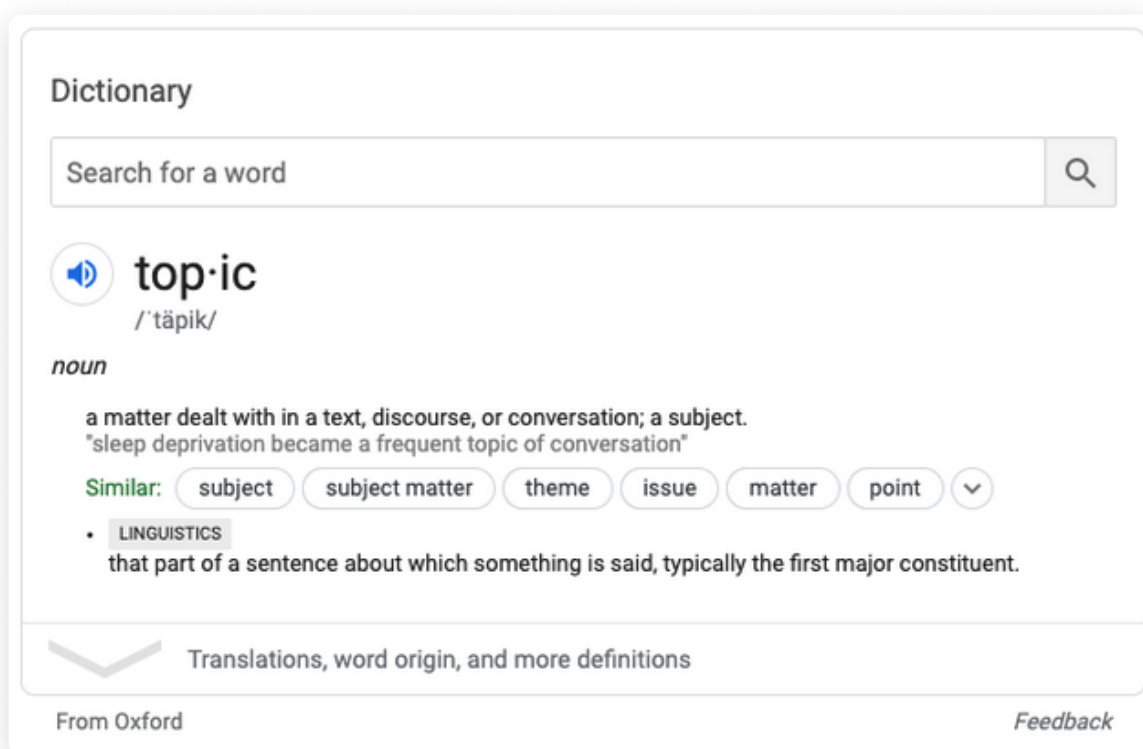 Dictionary
Search for a word
top·ic
/ˈtäpik/
noun
a matter dealt with in a text, discourse, or conversation; a subject.
"sleep deprivation became a frequent topic of conversation"
Similar: subject subject matter theme issue matter point
• LINGUISTICS
that part of a sentence about which something is said, typically the first major constituent.
Translations, word origin, and more definitions
From Oxford Feedback